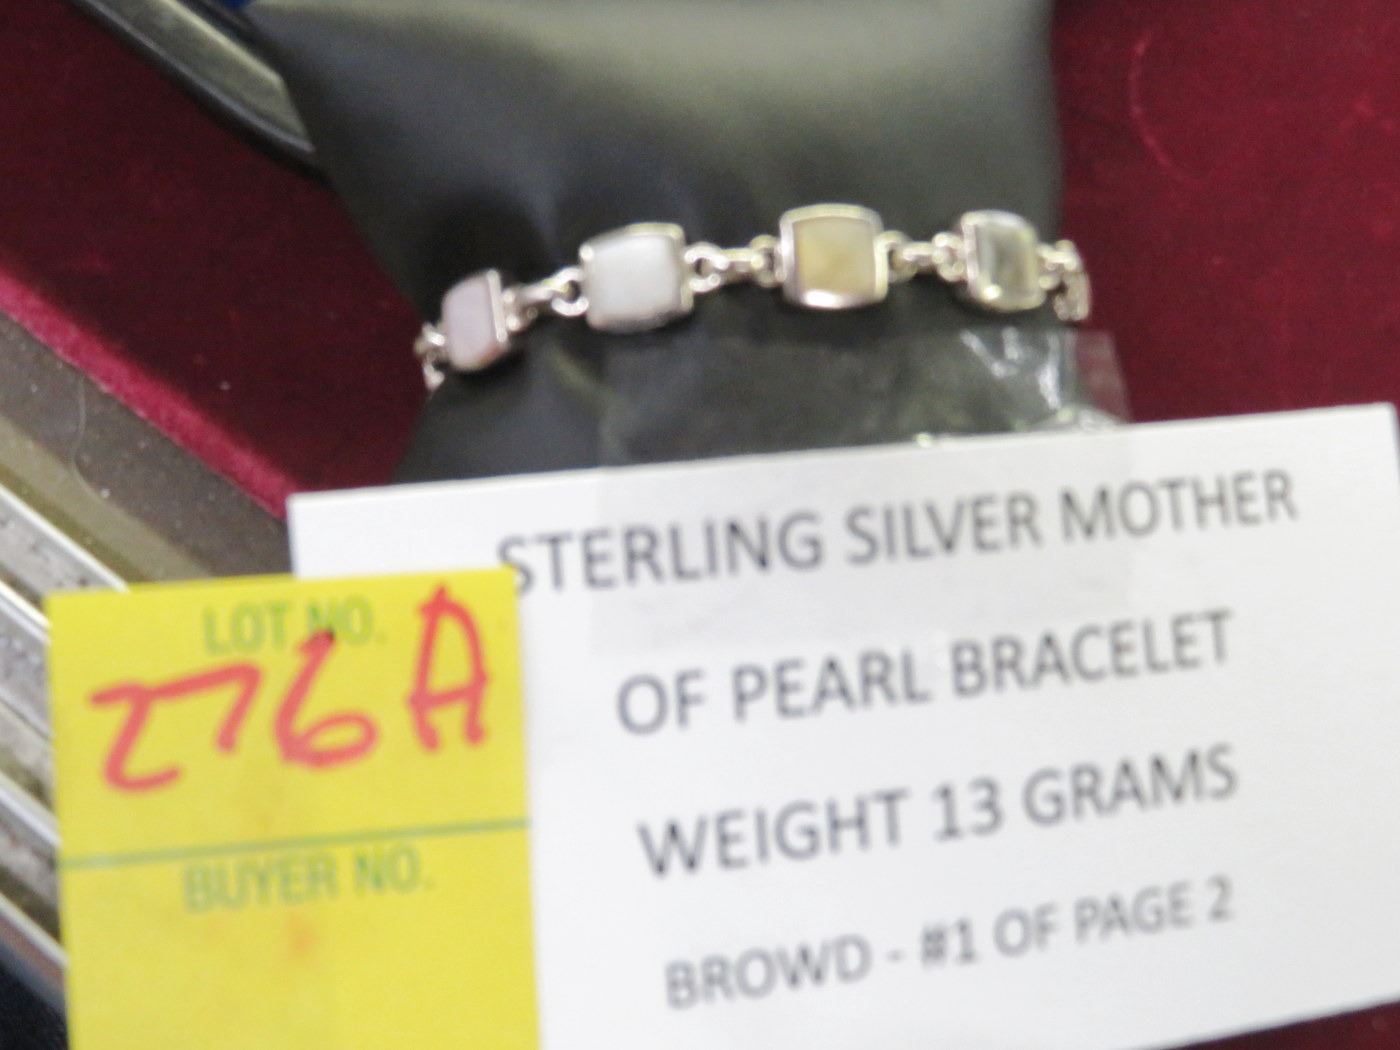 STERLING SILVER MOTHER
OF PEARL BRACELET
WEIGHT 13 GRAMS
BROWD - #1 OF PAGE 2
LOT NO.
276A
BUYER NO.